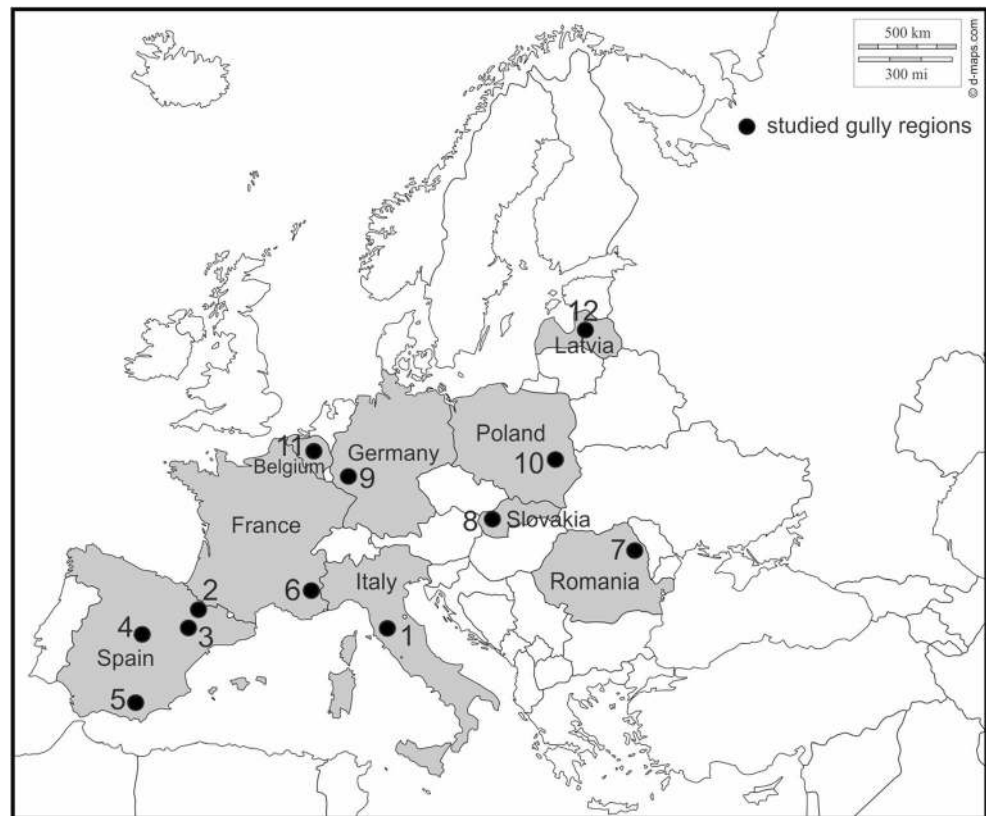 500 km
300 mi
© d-maps.com
studied gully regions
12
Latvia
11
Belgium
Germany
9
Poland
10
8
Slovakia
France
7
Romania
Italy
6
2
3
4
Spain
1
5